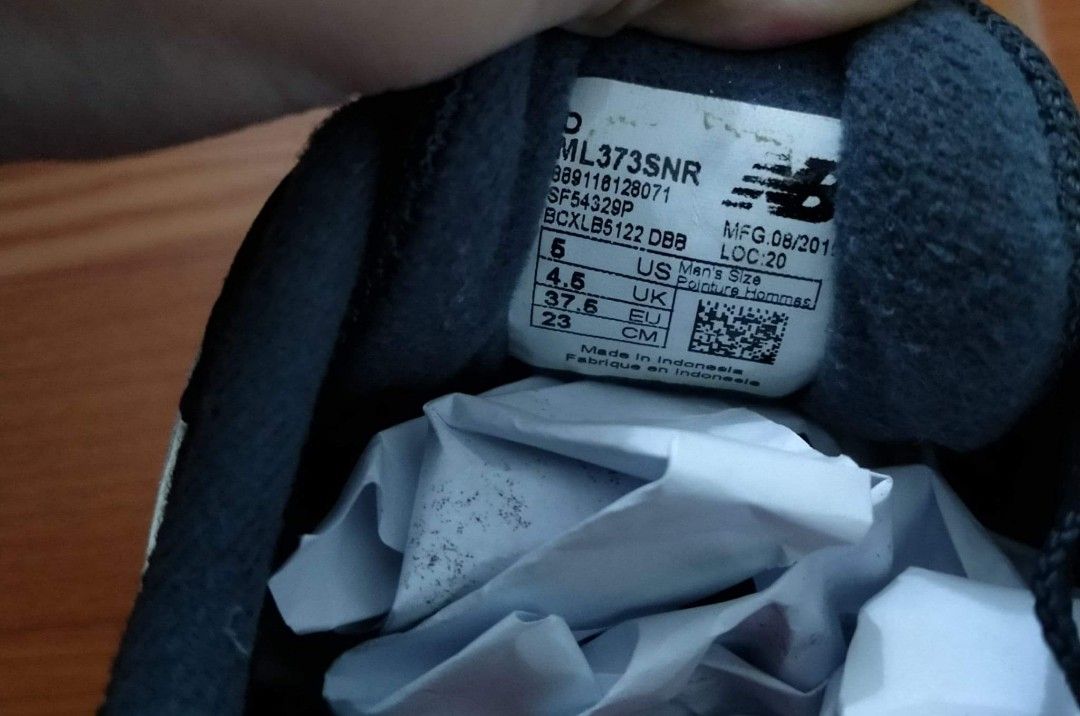 D
ML373SNR
889116128071
SF54329P
BCXLB5122 DBB
MFG.08/201
LOC:20
5 US
4.5 UK
37.5 EU
23 CM
Men's Size
Pointure Hommes
Made in Indonesia
Fabrique en Indonesie